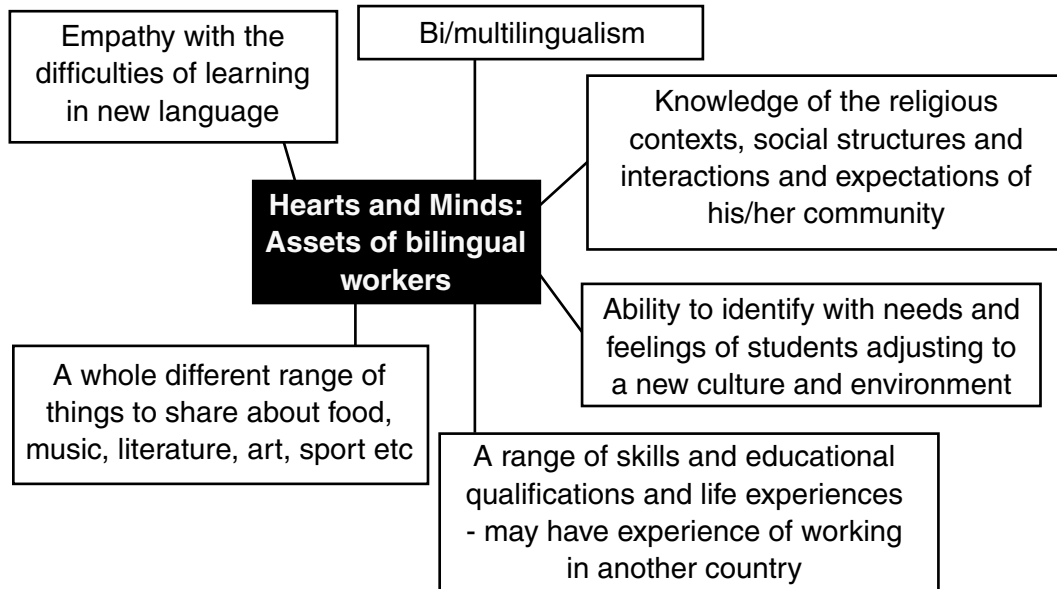 Empathy with the
difficulties of learning
in new language
Bi/multilingualism
Knowledge of the religious
contexts, social structures and
interactions and expectations of
his/her community
Hearts and Minds:
Assets of bilingual
workers
Ability to identify with needs and
feelings of students adjusting to
a new culture and environment
A whole different range of
things to share about food,
music, literature, art, sport etc
A range of skills and educational
qualifications and life experiences
- may have experience of working
in another country